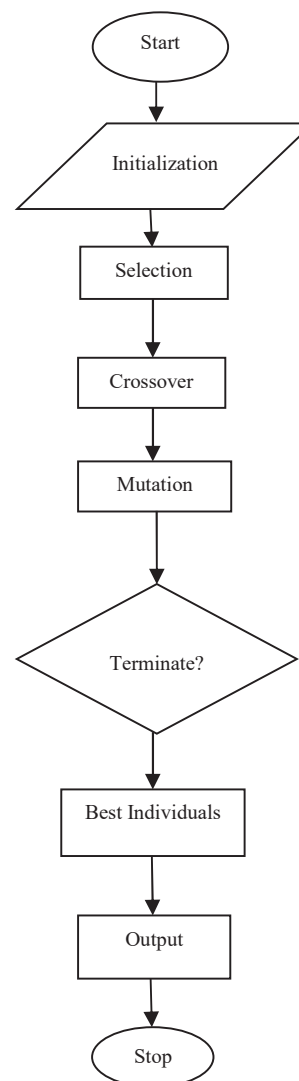 Start
Initialization
Selection
Crossover
Mutation
Terminate?
Best Individuals
Output
Stop